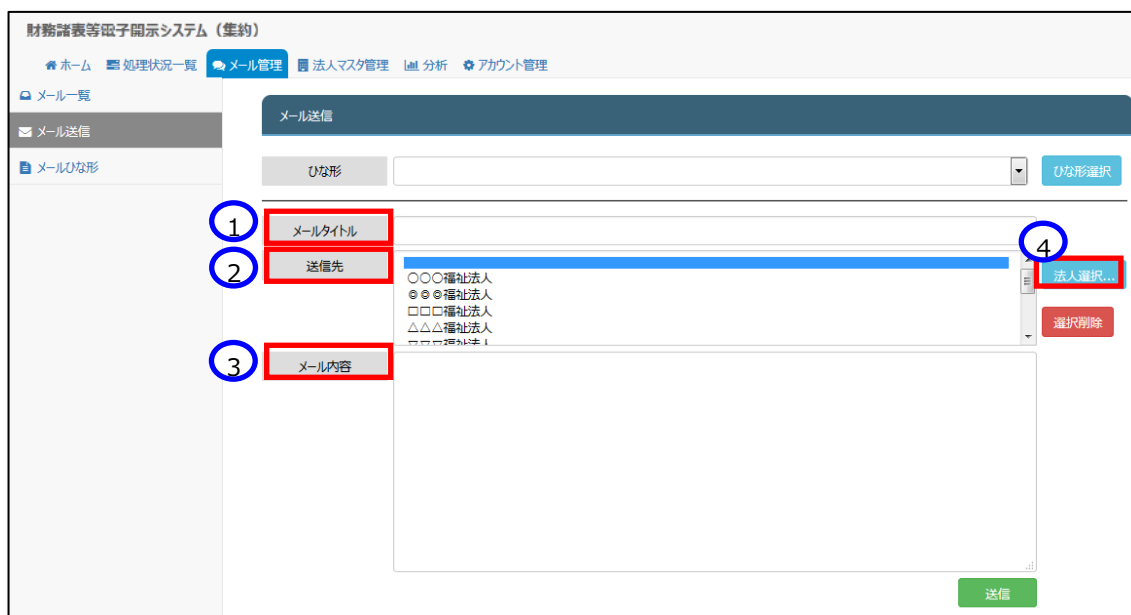 財務諸表等電子開示システム（集約）
ホーム 処理状況一覧 メール管理 法人マスタ管理 分析 アカウント管理
メール一覧
メール送信
メール送信
メールひな形
ひな形 ひな形選択
1 メールタイトル
4
2 送信先 法人選択...
○○○福祉法人
◎◎◎福祉法人
□□□福祉法人
△△△福祉法人
選択削除
▽▽▽福祉法人
3 メール内容
送信